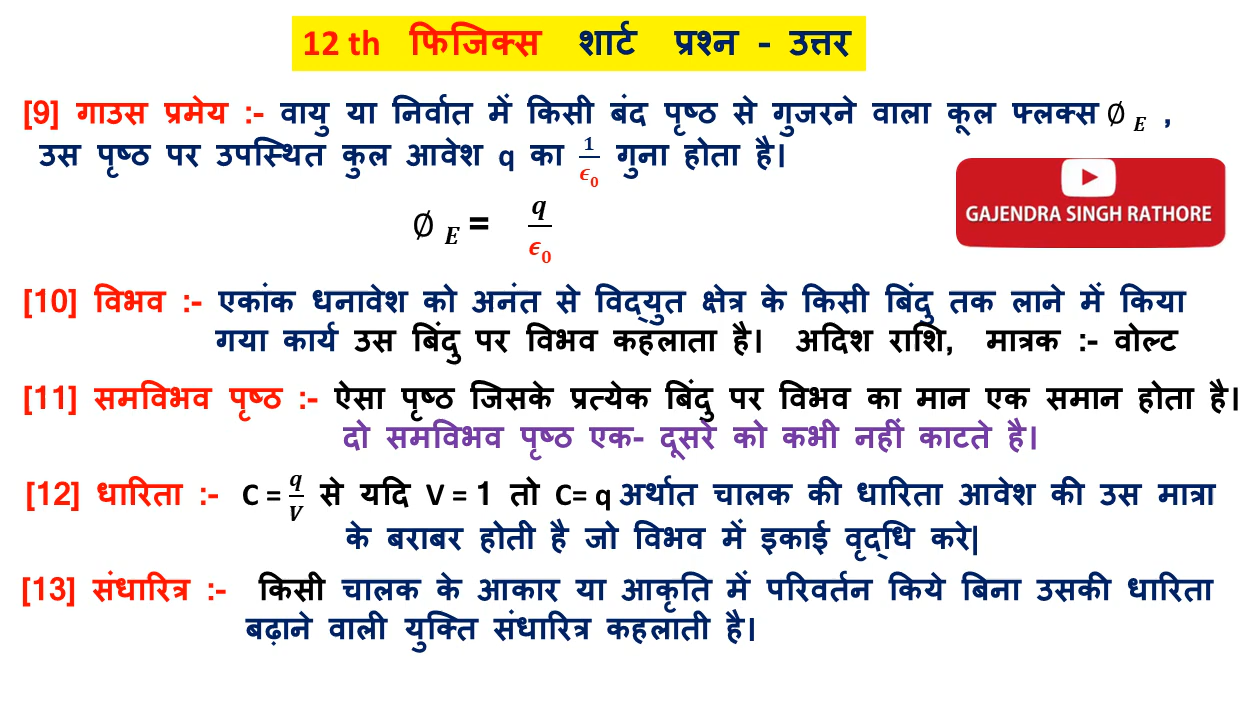 12 th फिजिक्स शार्ट प्रश्न - उत्तर
[9] गाउस प्रमेय :- वायु या निर्वात में किसी बंद पृष्ठ से गुजरने वाला कूल फ्लक्स ∅ E ,
उस पृष्ठ पर उपस्थित कुल आवेश q का 1/ϵ0 गुना होता है।
GAJENDRA SINGH RATHORE
∅ E = q/ϵ0
[10] विभव :- एकांक धनावेश को अनंत से विद्युत क्षेत्र के किसी बिंदु तक लाने में किया
गया कार्य उस बिंदु पर विभव कहलाता है। अदिश राशि, मात्रक :- वोल्ट
[11] समविभव पृष्ठ :- ऐसा पृष्ठ जिसके प्रत्येक बिंदु पर विभव का मान एक समान होता है।
दो समविभव पृष्ठ एक- दूसरे को कभी नहीं काटते है।
[12] धारिता :- C = q/V से यदि V = 1 तो C= q अर्थात चालक की धारिता आवेश की उस मात्रा
के बराबर होती है जो विभव में इकाई वृद्धि करे|
[13] संधारित्र :- किसी चालक के आकार या आकृति में परिवर्तन किये बिना उसकी धारिता
बढ़ाने वाली युक्ति संधारित्र कहलाती है।